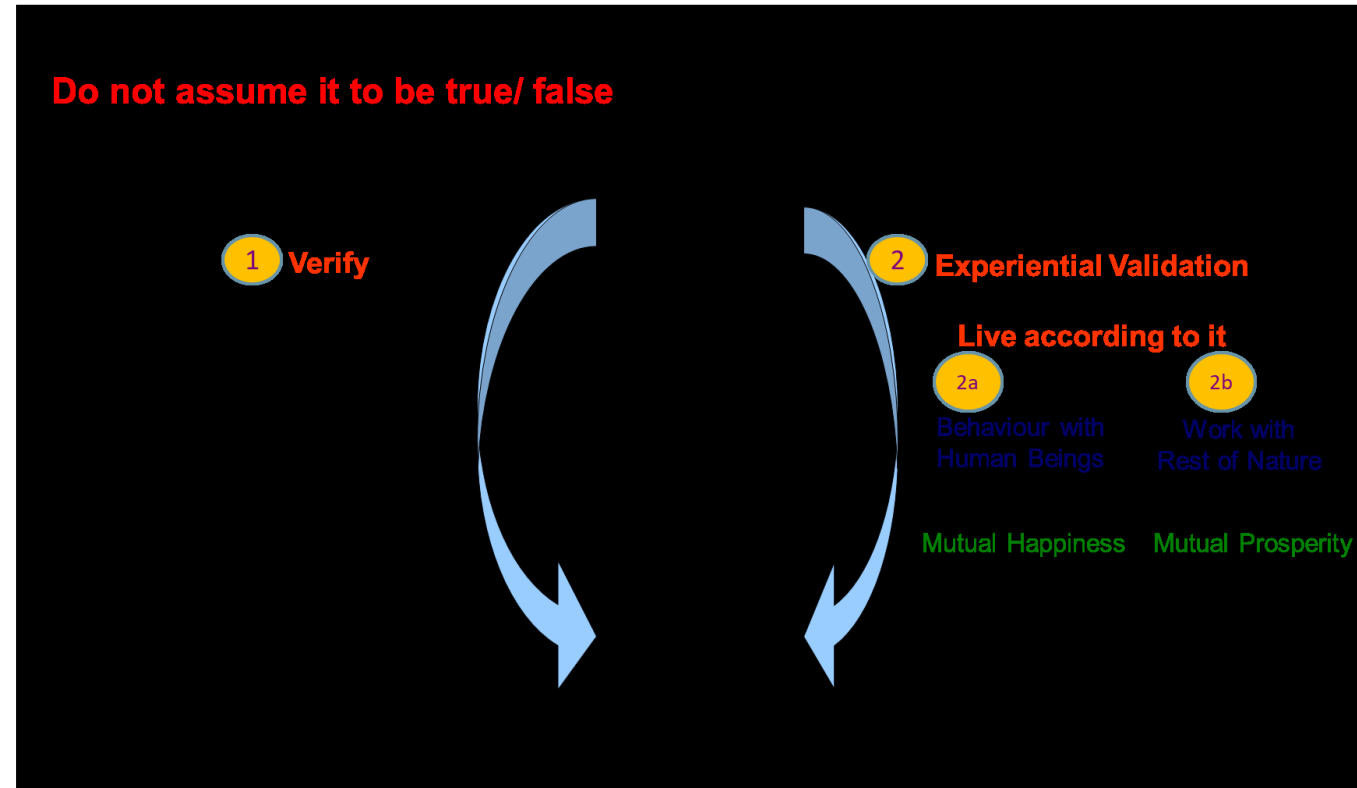 Do not assume it to be true/ false
1 Verify
2 Experiential Validation
Live according to it
2a
2b
Behaviour with
Human Beings
Work with
Rest of Nature
Mutual Happiness
Mutual Prosperity